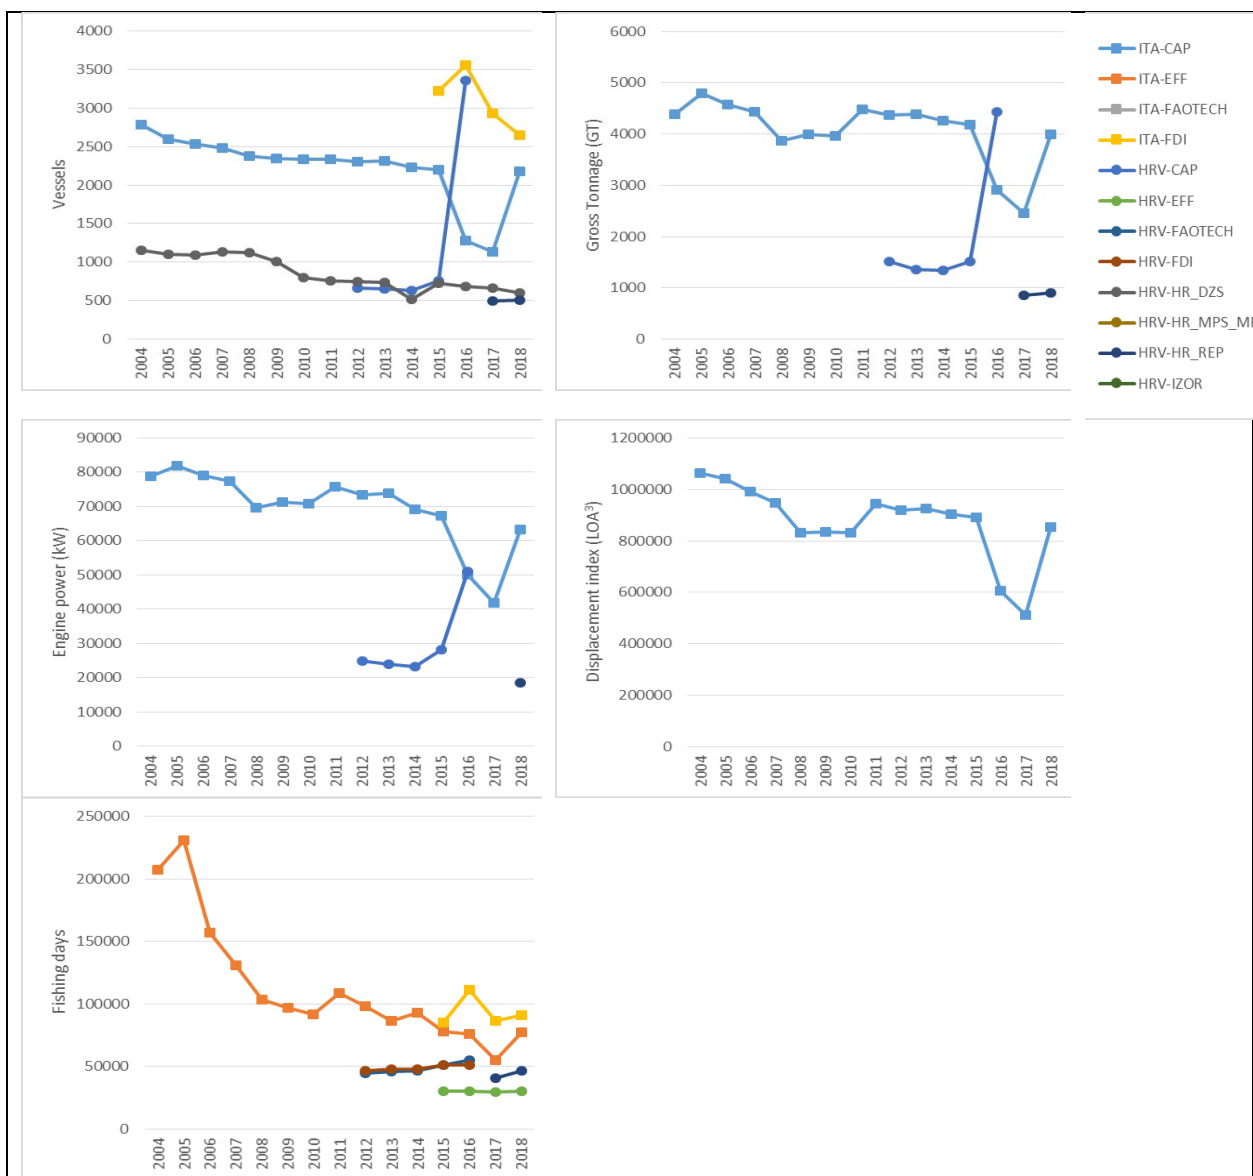 4000
3500
3000
2500
2000
1500
1000
500
0
Vessels
2004 2005 2006 2007 2008 2009 2010 2011 2012 2013 2014 2015 2016 2017 2018
6000
5000
4000
3000
2000
1000
0
Gross Tonnage (GT)
2004 2005 2006 2007 2008 2009 2010 2011 2012 2013 2014 2015 2016 2017 2018
ITA-CAP
ITA-EFF
ITA-FAOTECH
ITA-FDI
HRV-CAP
HRV-EFF
HRV-FAOTECH
HRV-FDI
HRV-HR_DZS
HRV-HR_MPS_MI
HRV-HR_REP
HRV-IZOR
90000
80000
70000
60000
50000
40000
30000
20000
10000
0
Engine power (kW)
2004 2005 2006 2007 2008 2009 2010 2011 2012 2013 2014 2015 2016 2017 2018
1200000
1000000
800000
600000
400000
200000
0
Displacement index (LOA³)
2004 2005 2006 2007 2008 2009 2010 2011 2012 2013 2014 2015 2016 2017 2018
250000
200000
150000
100000
50000
0
Fishing days
2004 2005 2006 2007 2008 2009 2010 2011 2012 2013 2014 2015 2016 2017 2018